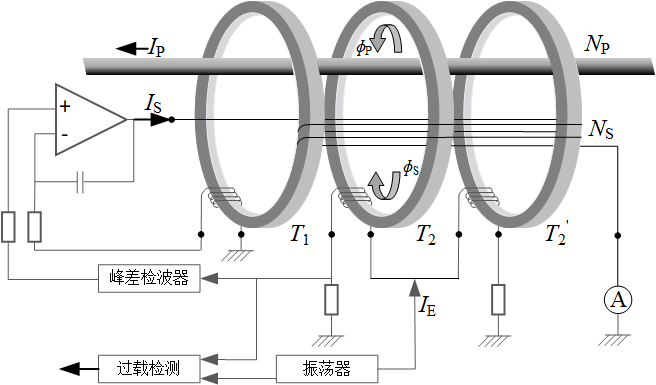 I_P
ϕ_P
N_P
+
-
I_S
N_S
ϕ_S
T_1
T_2
T_2'
峰差检波器
I_E
A
过载检测
振荡器